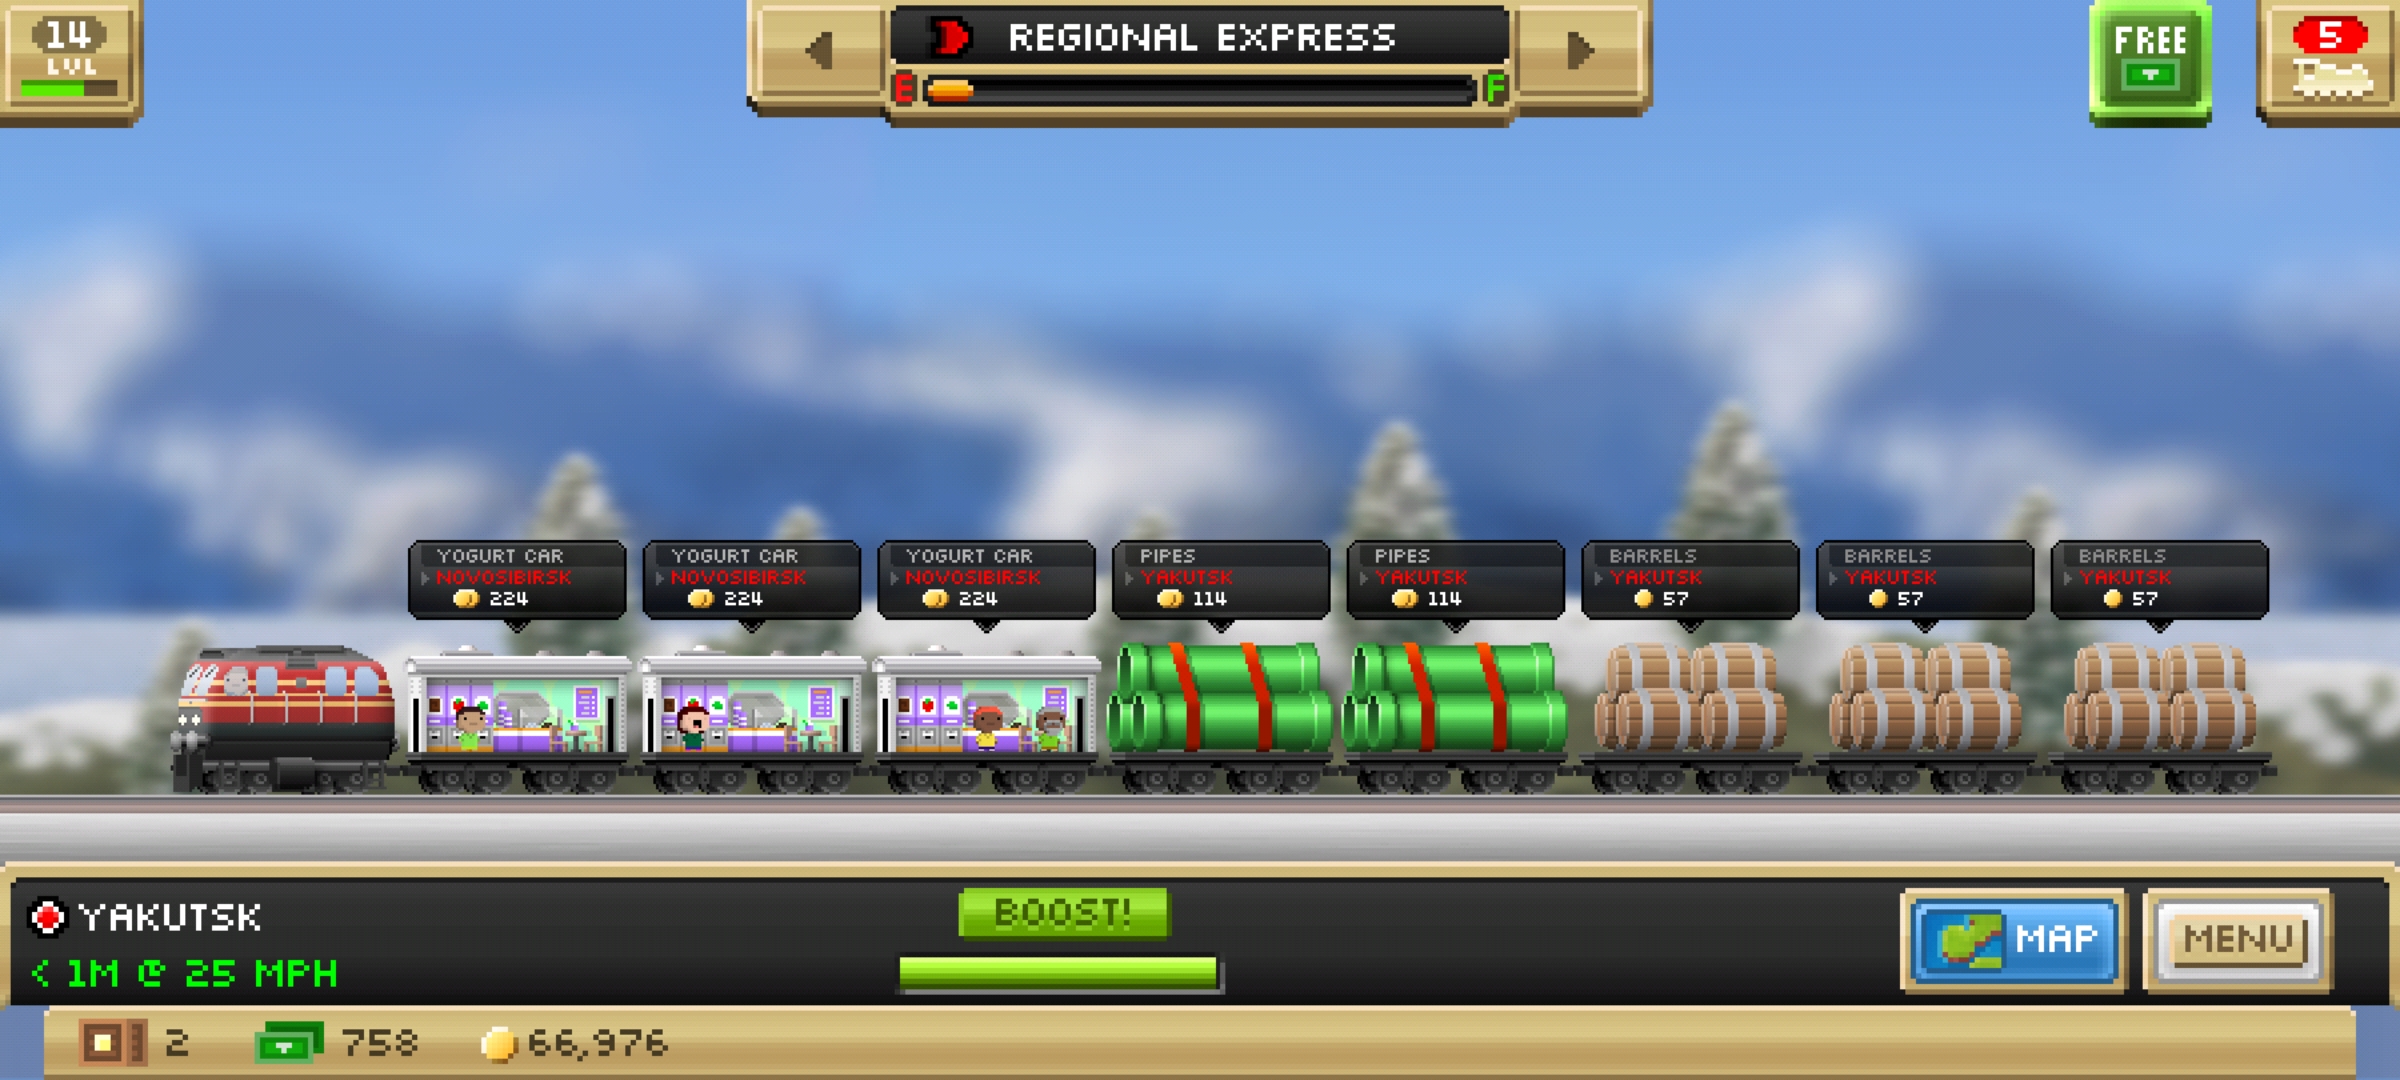 14
LVL
REGIONAL EXPRESS
E F
FREE
5
YOGURT CAR
NOVOSIBIRSK
224
YOGURT CAR
NOVOSIBIRSK
224
YOGURT CAR
NOVOSIBIRSK
224
PIPES
YAKUTSK
114
PIPES
YAKUTSK
114
BARRELS
YAKUTSK
57
BARRELS
YAKUTSK
57
BARRELS
YAKUTSK
57
YAKUTSK
< 1M @ 25 MPH
BOOST!
MAP
MENU
2
758
66,976